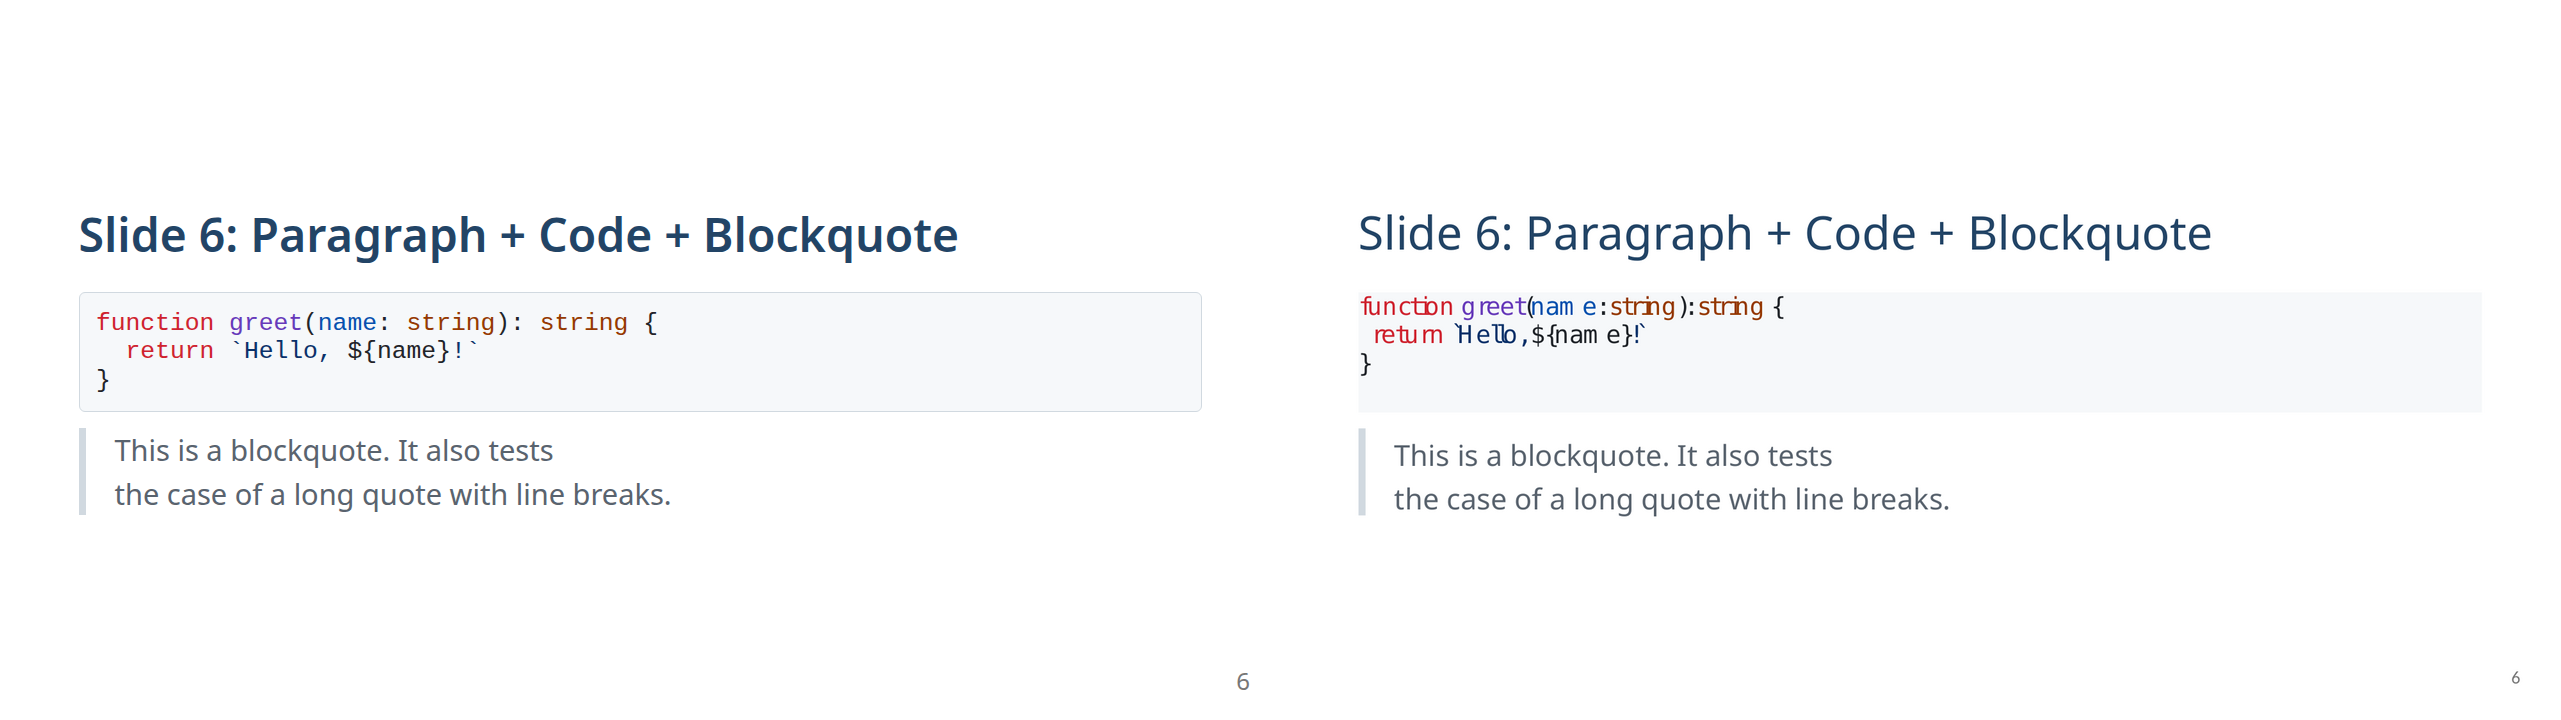 Slide 6: Paragraph + Code + Blockquote
function greet(name: string): string {
  return `Hello, ${name}!`
}
This is a blockquote. It also tests
the case of a long quote with line breaks.
6
Slide 6: Paragraph + Code + Blockquote
function greet(name:string):string {
 return `Hello,${name}!`
}
This is a blockquote. It also tests
the case of a long quote with line breaks.
6